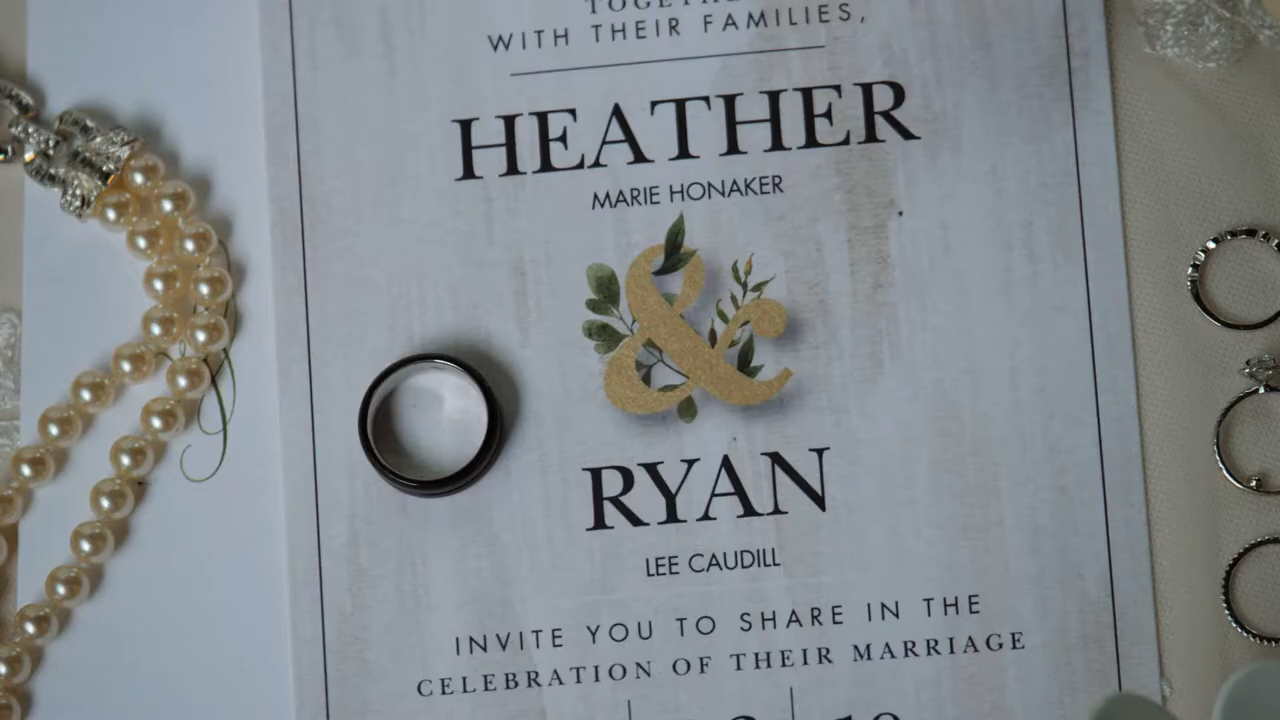 TOGETHER
WITH THEIR FAMILIES,
HEATHER
MARIE HONAKER
&
RYAN
LEE CAUDILL
INVITE YOU TO SHARE IN THE
CELEBRATION OF THEIR MARRIAGE